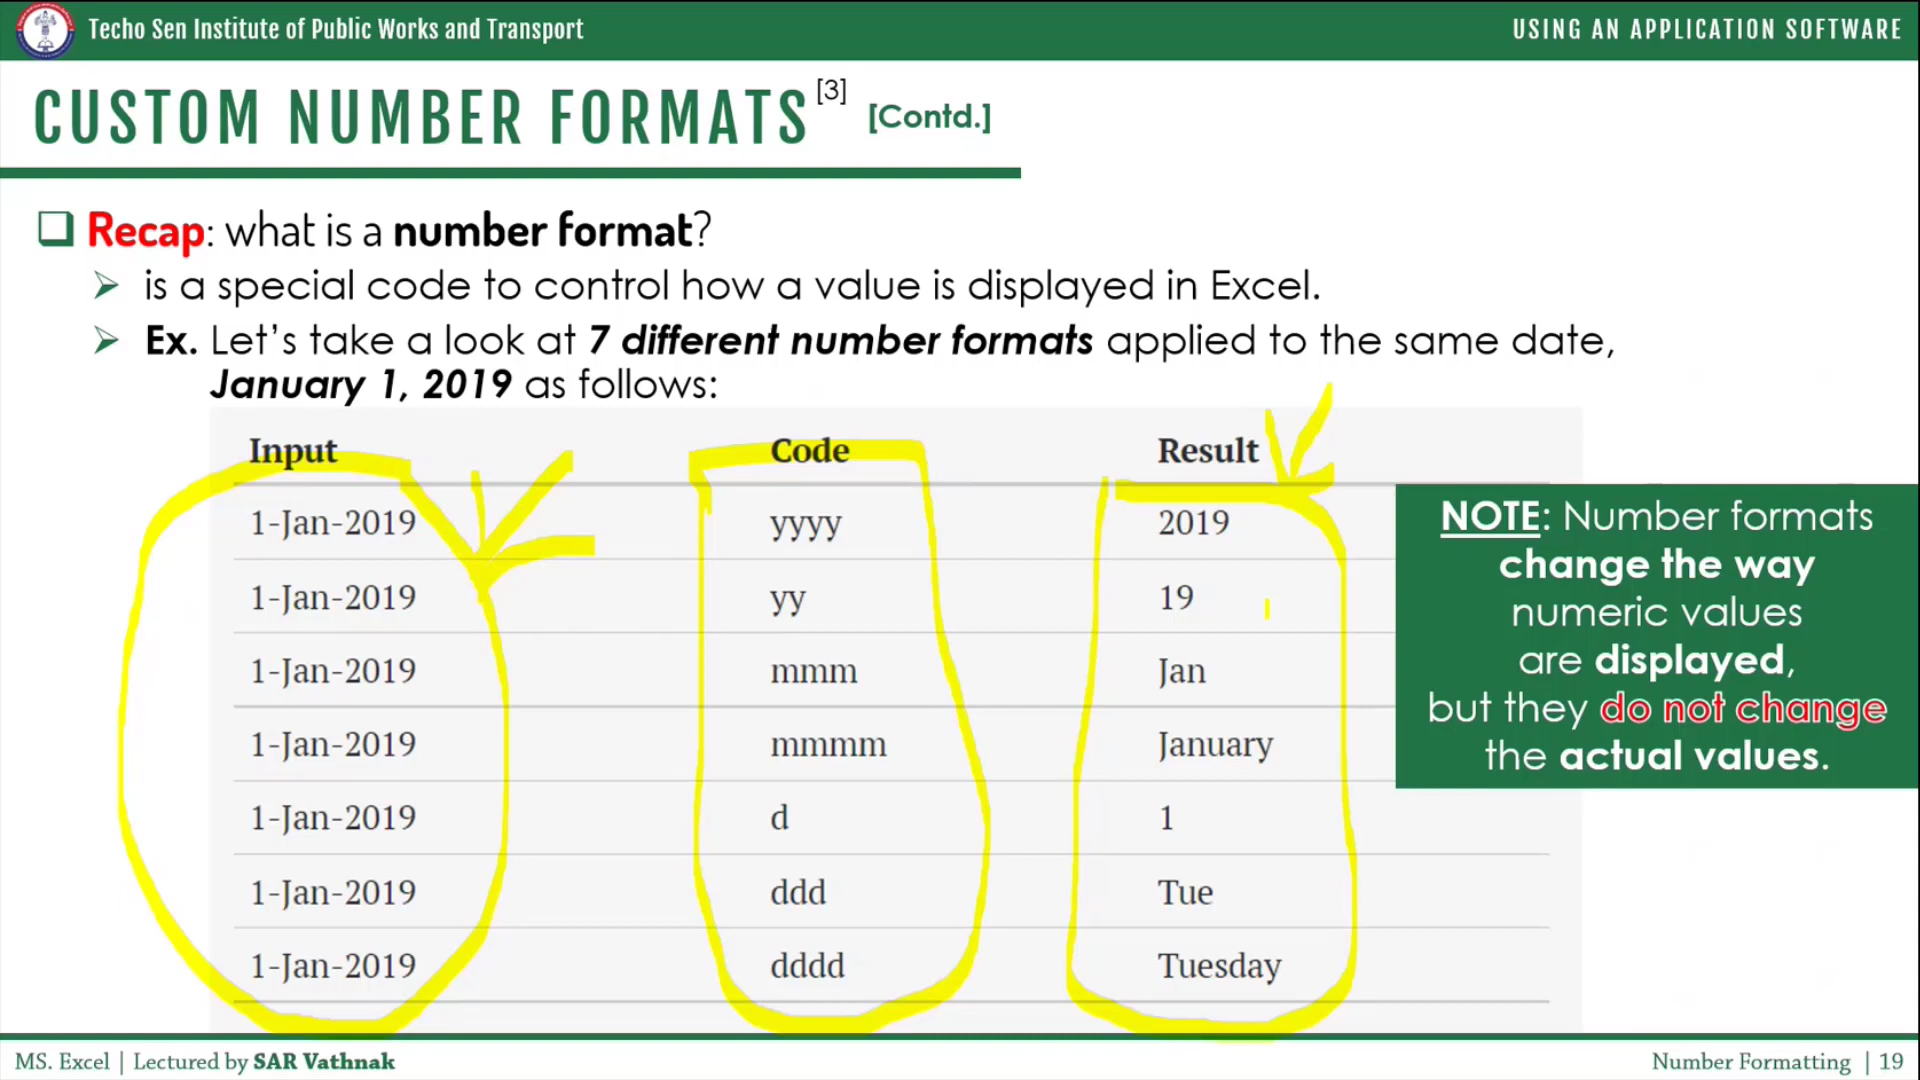 Techo Sen Institute of Public Works and Transport
USING AN APPLICATION SOFTWARE
CUSTOM NUMBER FORMATS [3] [Contd.]
Recap: what is a number format?
is a special code to control how a value is displayed in Excel.
Ex. Let’s take a look at 7 different number formats applied to the same date,
January 1, 2019 as follows:
Input Code Result
1-Jan-2019 yyyy 2019
1-Jan-2019 yy 19
1-Jan-2019 mmm Jan
1-Jan-2019 mmmm January
1-Jan-2019 d 1
1-Jan-2019 ddd Tue
1-Jan-2019 dddd Tuesday
NOTE: Number formats
change the way
numeric values
are displayed,
but they do not change
the actual values.
MS. Excel | Lectured by SAR Vathnak
Number Formatting | 19